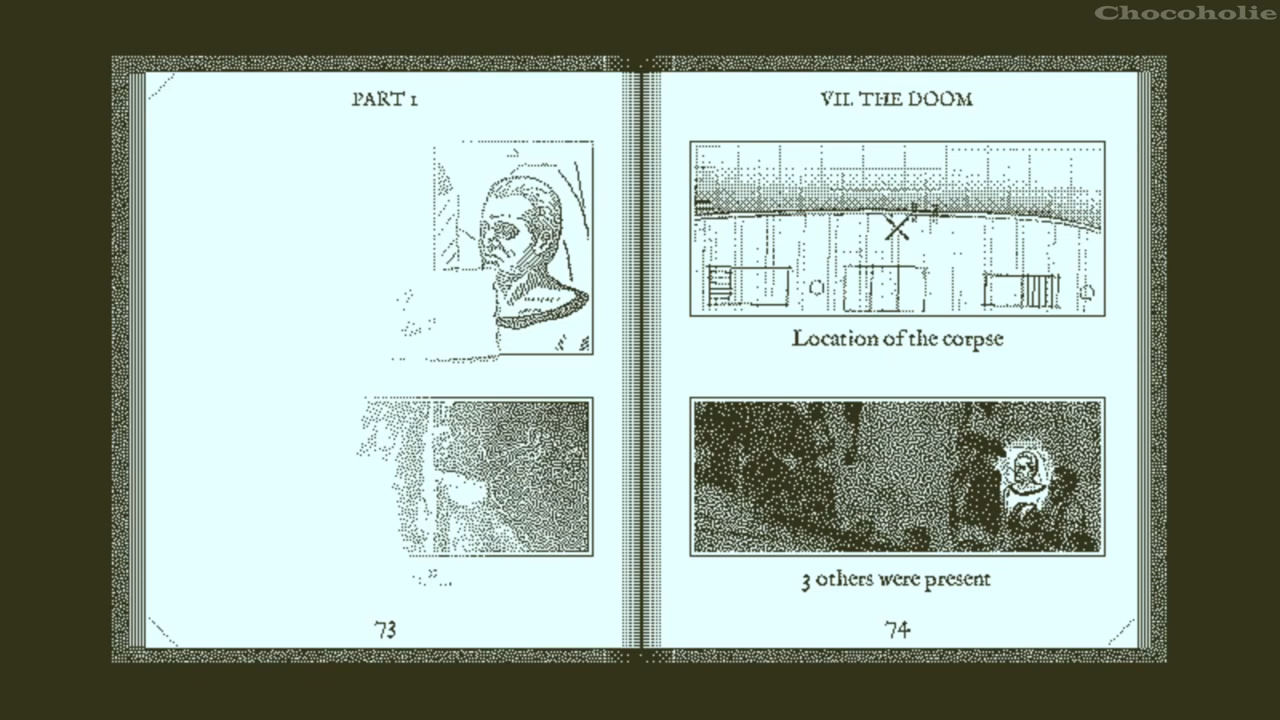 Chocoholie
PART 1
VII. THE DOOM
Location of the corpse
3 others were present
73
74